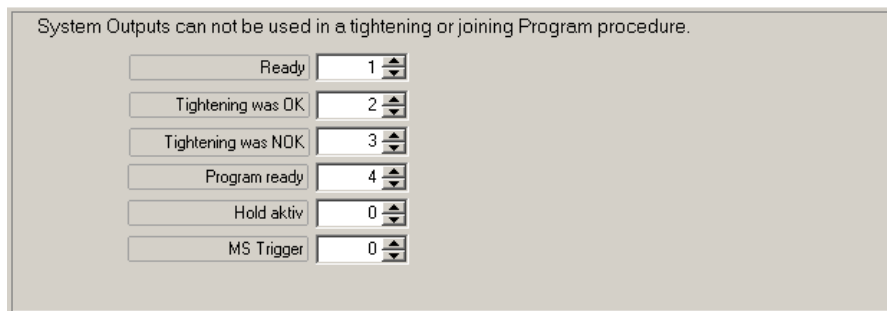 System Outputs can not be used in a tightening or joining Program procedure.
Ready 1
Tightening was OK 2
Tightening was NOK 3
Program ready 4
Hold aktiv 0
MS Trigger 0